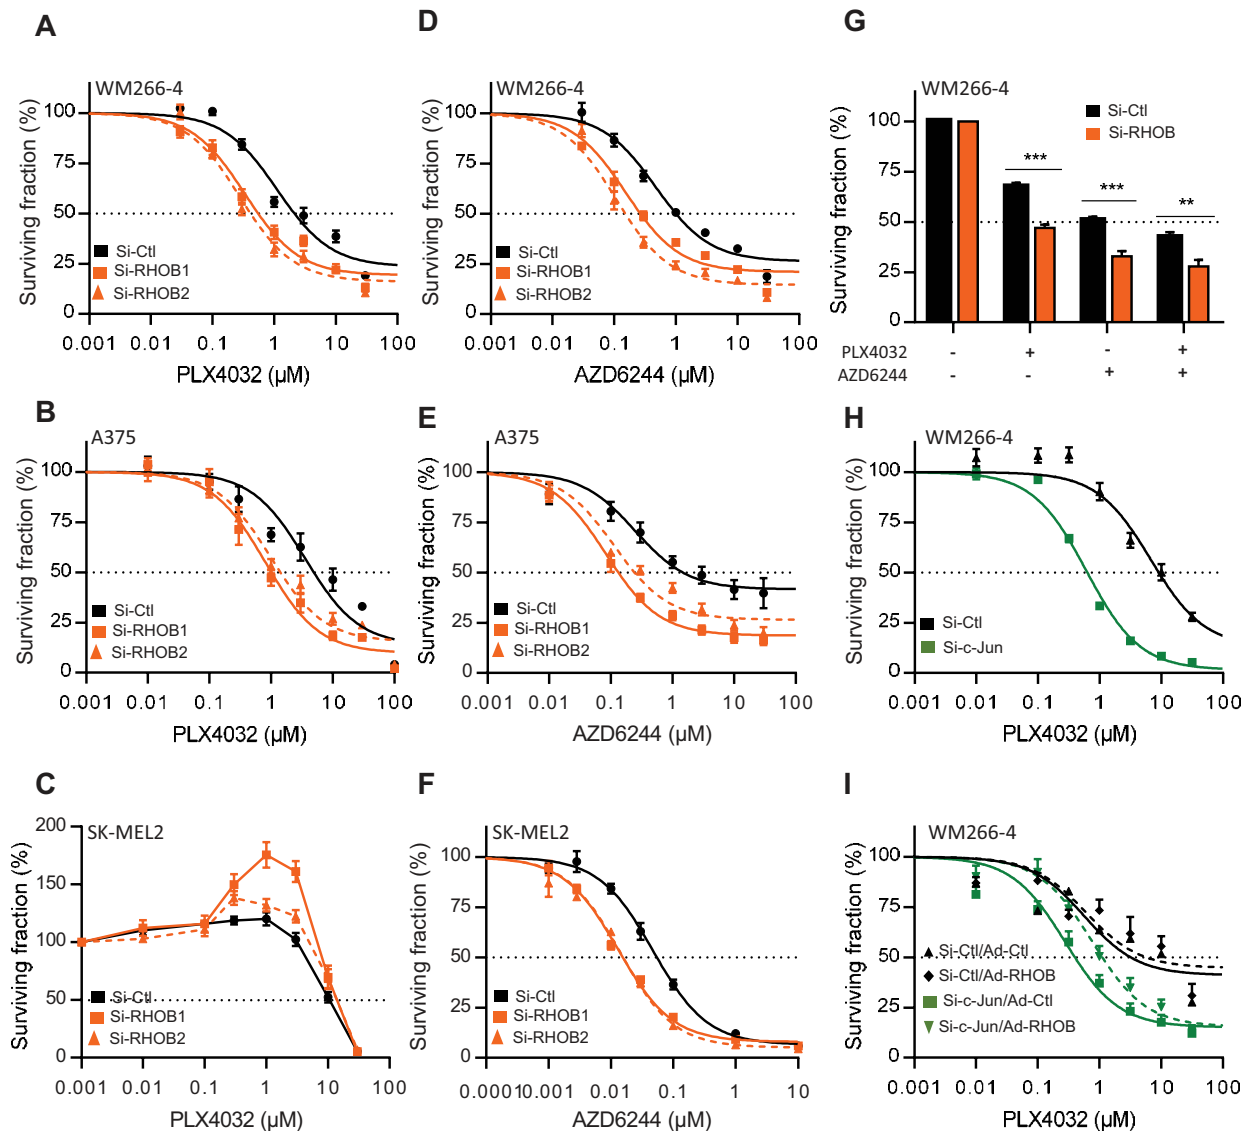 A
WM266-4
Surviving fraction (%)
100
75
50
25
0
Si-Ctl
Si-RHOB1
Si-RHOB2
0.001 0.01 0.1 1 10 100
PLX4032 (µM)
D
WM266-4
Surviving fraction (%)
100
75
50
25
0
Si-Ctl
Si-RHOB1
Si-RHOB2
0.001 0.01 0.1 1 10 100
AZD6244 (µM)
G
WM266-4
Surviving fraction (%)
100
75
50
25
0
Si-Ctl
Si-RHOB
***
***
**
PLX4032 - + - +
AZD6244 - - + +
B
A375
Surviving fraction (%)
100
75
50
25
0
Si-Ctl
Si-RHOB1
Si-RHOB2
0.001 0.01 0.1 1 10 100
PLX4032 (µM)
E
A375
Surviving fraction (%)
100
75
50
25
0
Si-Ctl
Si-RHOB1
Si-RHOB2
0.001 0.01 0.1 1 10 100
AZD6244 (µM)
H
WM266-4
Surviving fraction (%)
100
75
50
25
0
Si-Ctl
Si-c-Jun
0.001 0.01 0.1 1 10 100
PLX4032 (µM)
C
SK-MEL2
Surviving fraction (%)
200
150
100
50
0
Si-Ctl
Si-RHOB1
Si-RHOB2
0.001 0.01 0.1 1 10 100
PLX4032 (µM)
F
SK-MEL2
Surviving fraction (%)
100
75
50
25
0
Si-Ctl
Si-RHOB1
Si-RHOB2
0.0001 0.001 0.01 0.1 1 10
AZD6244 (µM)
I
WM266-4
Surviving fraction (%)
100
75
50
25
0
Si-Ctl/Ad-Ctl
Si-Ctl/Ad-RHOB
Si-c-Jun/Ad-Ctl
Si-c-Jun/Ad-RHOB
0.001 0.01 0.1 1 10 100
PLX4032 (µM)